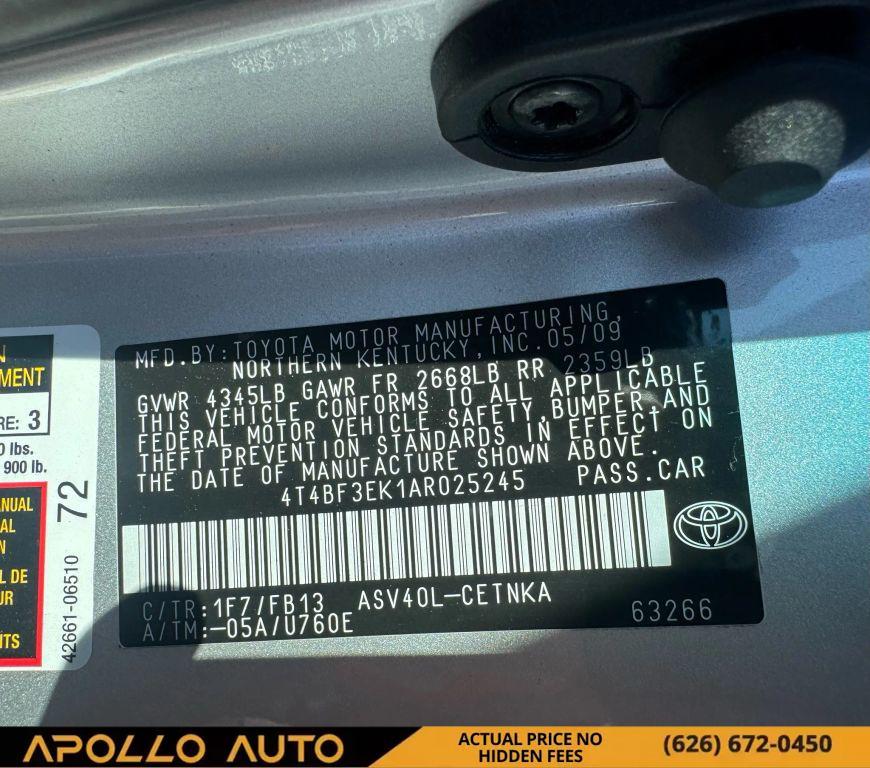 MFD.BY:TOYOTA MOTOR MANUFACTURING,
NORTHERN KENTUCKY, INC.05/09
GVWR 4345LB GAWR FR 2668LB RR 2359LB
THIS VEHICLE CONFORMS TO ALL APPLICABLE
FEDERAL MOTOR VEHICLE SAFETY,BUMPER,AND
THEFT PREVENTION STANDARDS IN EFFECT ON
THE DATE OF MANUFACTURE SHOWN ABOVE.
4T4BF3EK1AR025245 PASS.CAR
C/TR:1F7/FB13 ASV40L-CETNKA
A/TM:-05A/U760E 63266
N
MENT
RE: 3
0 lbs.
900 lb.
ANUAL
AL
N
L DE
UR
ITS
72
42661-06510
APOLLO AUTO
ACTUAL PRICE NO
HIDDEN FEES
(626) 672-0450